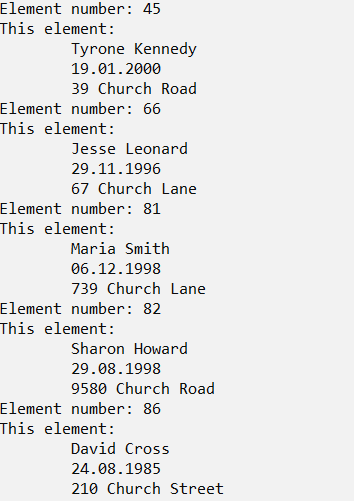 Element number: 45
This element:
Tyrone Kennedy
19.01.2000
39 Church Road
Element number: 66
This element:
Jesse Leonard
29.11.1996
67 Church Lane
Element number: 81
This element:
Maria Smith
06.12.1998
739 Church Lane
Element number: 82
This element:
Sharon Howard
29.08.1998
9580 Church Road
Element number: 86
This element:
David Cross
24.08.1985
210 Church Street